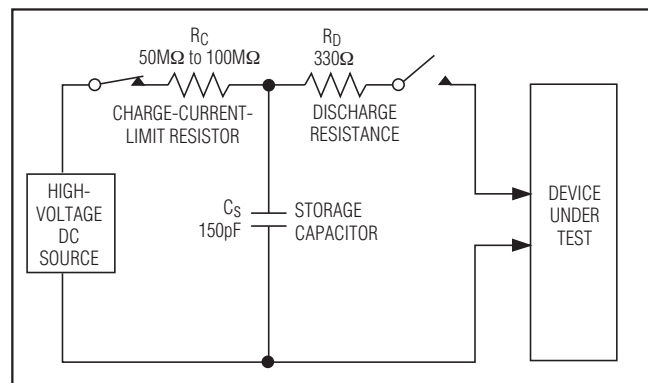 RC
50MΩ to 100MΩ
CHARGE-CURRENT-
LIMIT RESISTOR
RD
330Ω
DISCHARGE
RESISTANCE
HIGH-
VOLTAGE
DC
SOURCE
CS
150pF
STORAGE
CAPACITOR
DEVICE
UNDER
TEST